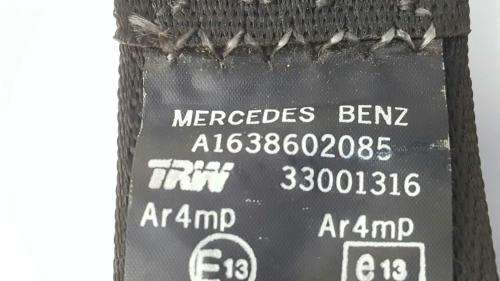 MERCEDES BENZ
A1638602085
TRW 33001316
Ar4mp Ar4mp
E13 e13